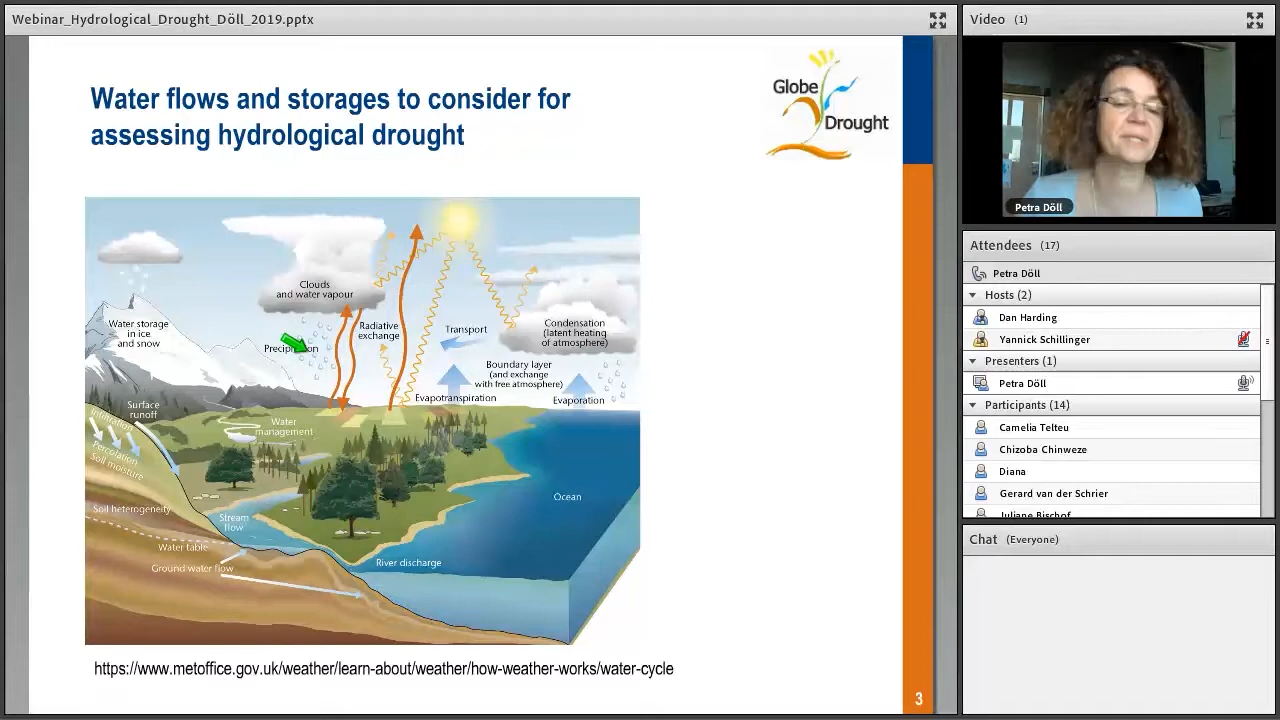 Webinar_Hydrological_Drought_Döll_2019.pptx
Water flows and storages to consider for
assessing hydrological drought
Globe
Drought
Clouds
and water vapour
Water storage
in ice
and snow
Radiative
exchange
Transport
Condensation
(latent heating
of atmosphere)
Precipitation
Boundary layer
(and exchange
with free atmosphere)
Evapotranspiration
Evaporation
Surface
runoff
Infiltration
Water
management
Percolation
Soil moisture
Ocean
Soil heterogeneity
Stream
flow
Water table
River discharge
Ground water flow
https://www.metoffice.gov.uk/weather/learn-about/weather/how-weather-works/water-cycle
3
Video (1)
Petra Döll
Attendees (17)
Petra Döll
Hosts (2)
Dan Harding
Yannick Schillinger
Presenters (1)
Petra Döll
Participants (14)
Camelia Telteu
Chizoba Chinweze
Diana
Gerard van der Schrier
Juliane Bischof
Chat (Everyone)